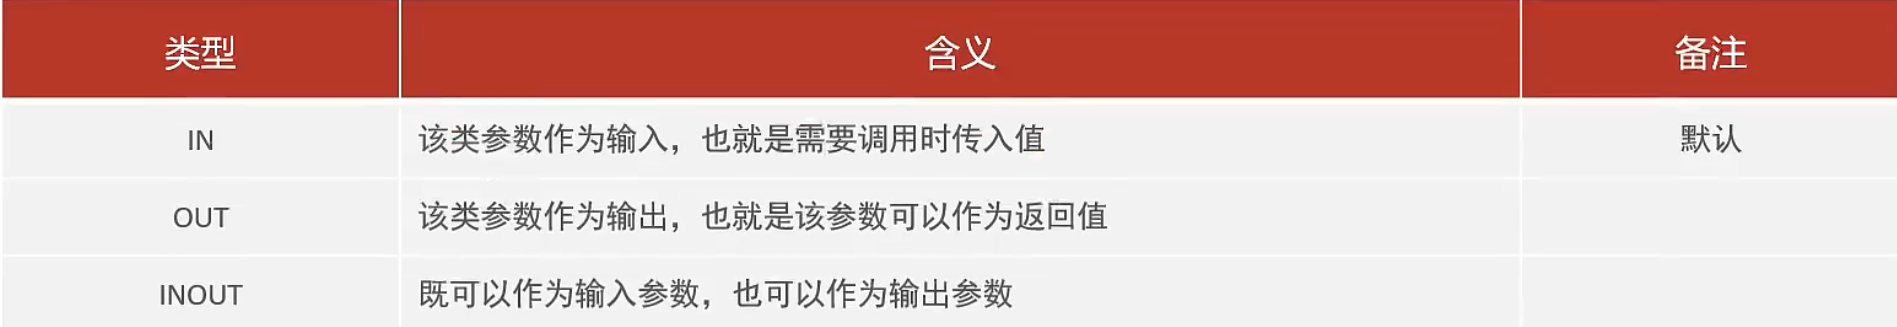 类型 含义 备注
IN 该类参数作为输入，也就是需要调用时传入值 默认
OUT 该类参数作为输出，也就是该参数可以作为返回值
INOUT 既可以作为输入参数，也可以作为输出参数